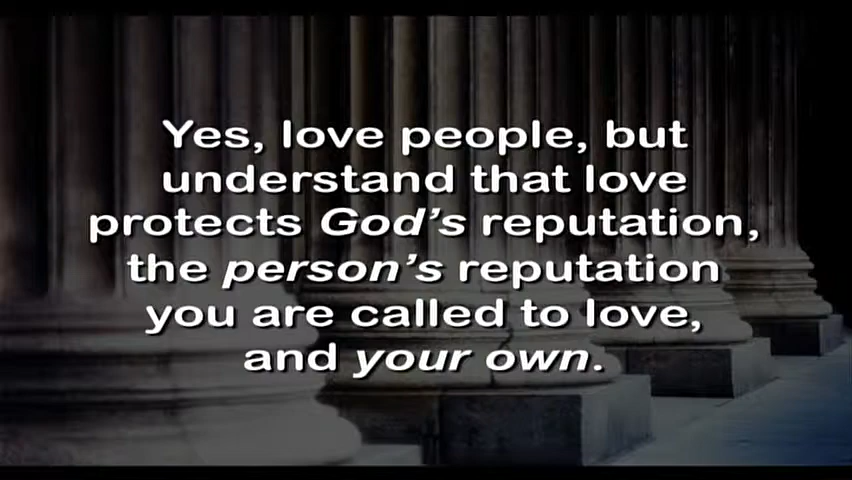 Yes, love people, but
understand that love
protects God's reputation,
the person's reputation
you are called to love,
and your own.